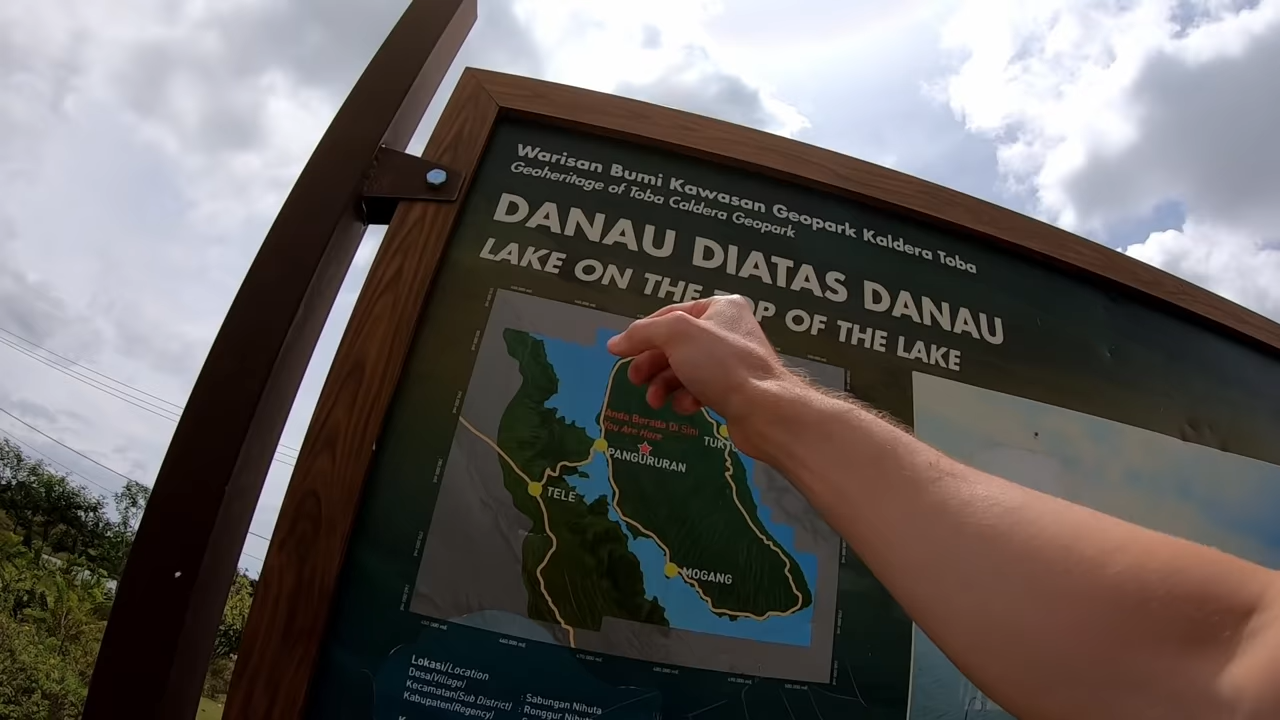 Warisan Bumi Kawasan Geopark Kaldera Toba
Geoheritage of Toba Caldera Geopark
DANAU DIATAS DANAU
LAKE ON THE TOP OF THE LAKE
Anda Berada Di Sini
You Are Here
PANGURURAN
TELE
MOGANG
Lokasi/Location
Desa(Village) : Sabungan Nihuta
Kecamatan(Sub District) : Ronggur Nihuta
Kabupaten(Regency)